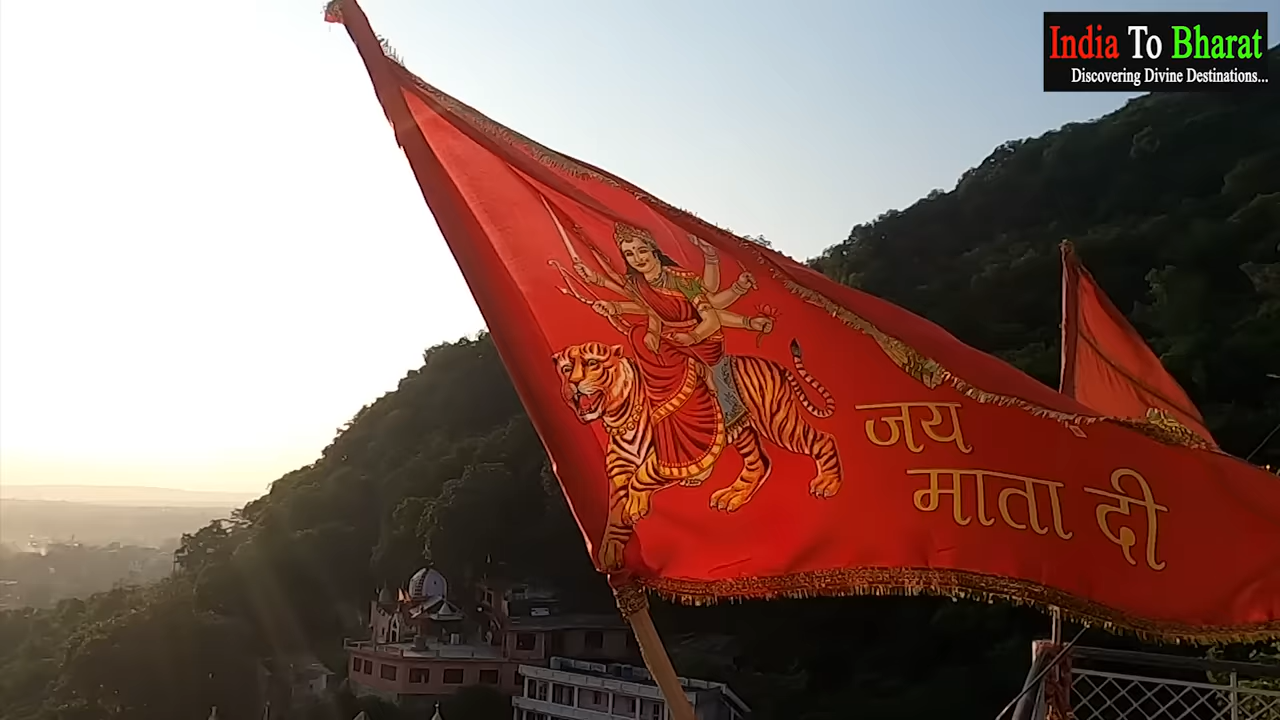 India To Bharat
Discovering Divine Destinations...
जय
माता दी